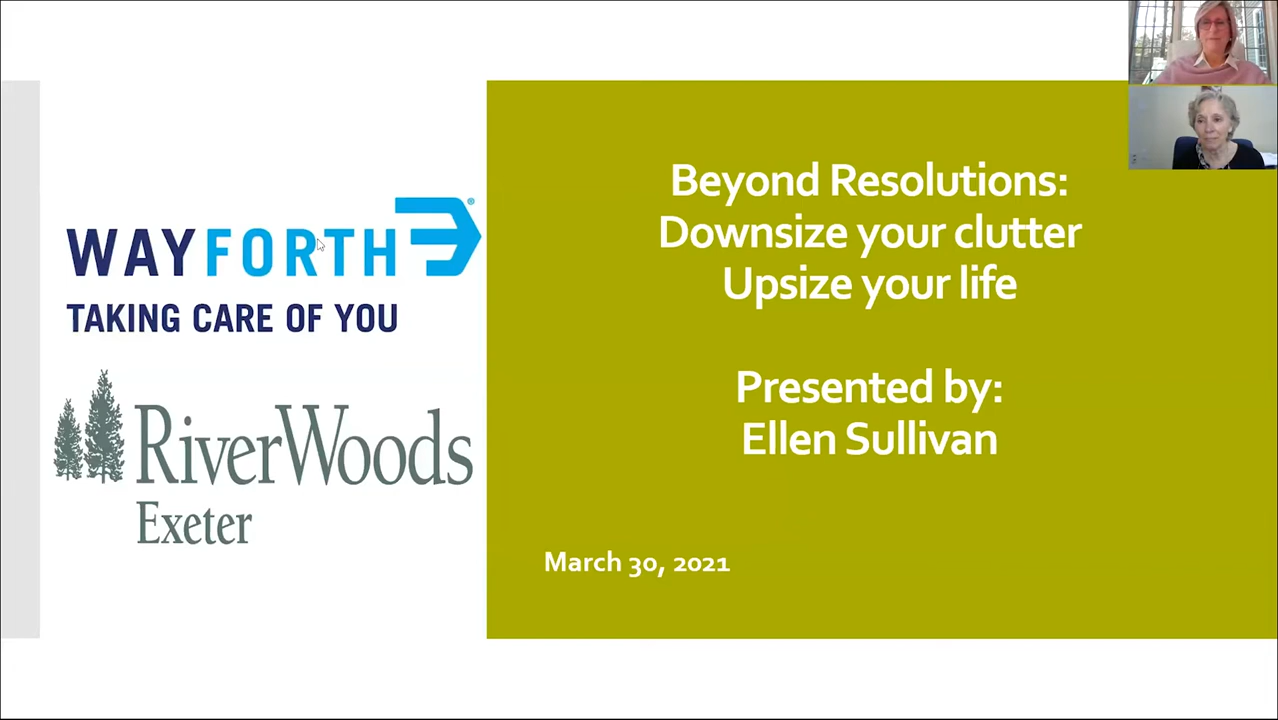 WAYFORTH®
TAKING CARE OF YOU
RiverWoods
Exeter
Beyond Resolutions:
Downsize your clutter
Upsize your life
Presented by:
Ellen Sullivan
March 30, 2021